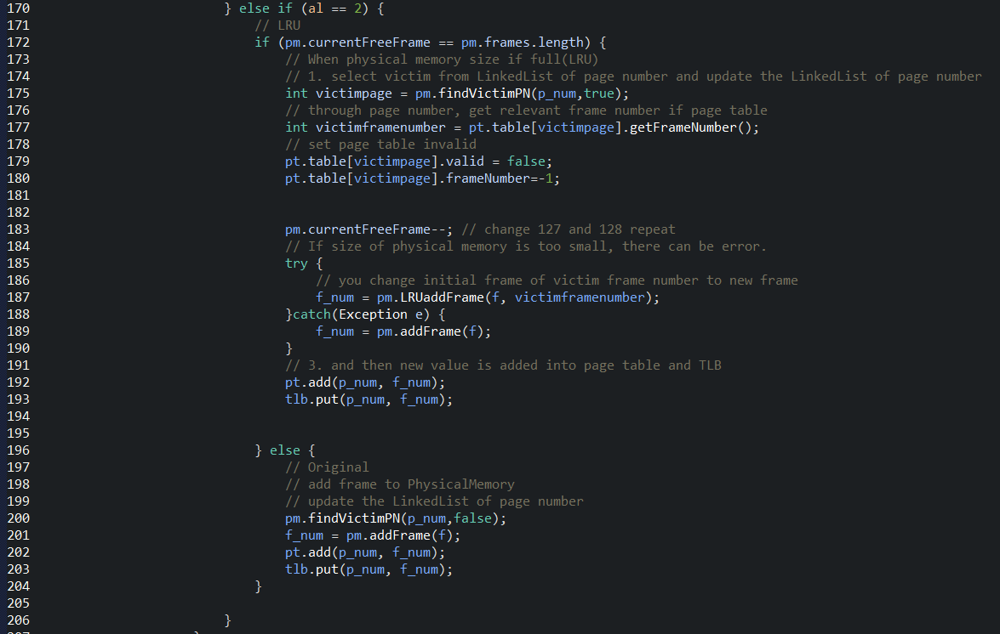 170 } else if (al == 2) {
171 // LRU
172 if (pm.currentFreeFrame == pm.frames.length) {
173 // When physical memory size if full(LRU)
174 // 1. select victim from LinkedList of page number and update the LinkedList of page number
175 int victimpage = pm.findVictimPN(p_num,true);
176 // through page number, get relevant frame number if page table
177 int victimframenumber = pt.table[victimpage].getFrameNumber();
178 // set page table invalid
179 pt.table[victimpage].valid = false;
180 pt.table[victimpage].frameNumber=-1;
181
182
183 pm.currentFreeFrame--; // change 127 and 128 repeat
184 // If size of physical memory is too small, there can be error.
185 try {
186 // you change initial frame of victim frame number to new frame
187 f_num = pm.LRUaddFrame(f, victimframenumber);
188 }catch(Exception e) {
189 f_num = pm.addFrame(f);
190 }
191 // 3. and then new value is added into page table and TLB
192 pt.add(p_num, f_num);
193 tlb.put(p_num, f_num);
194
195
196 } else {
197 // Original
198 // add frame to PhysicalMemory
199 // update the LinkedList of page number
200 pm.findVictimPN(p_num,false);
201 f_num = pm.addFrame(f);
202 pt.add(p_num, f_num);
203 tlb.put(p_num, f_num);
204 }
205
206 }